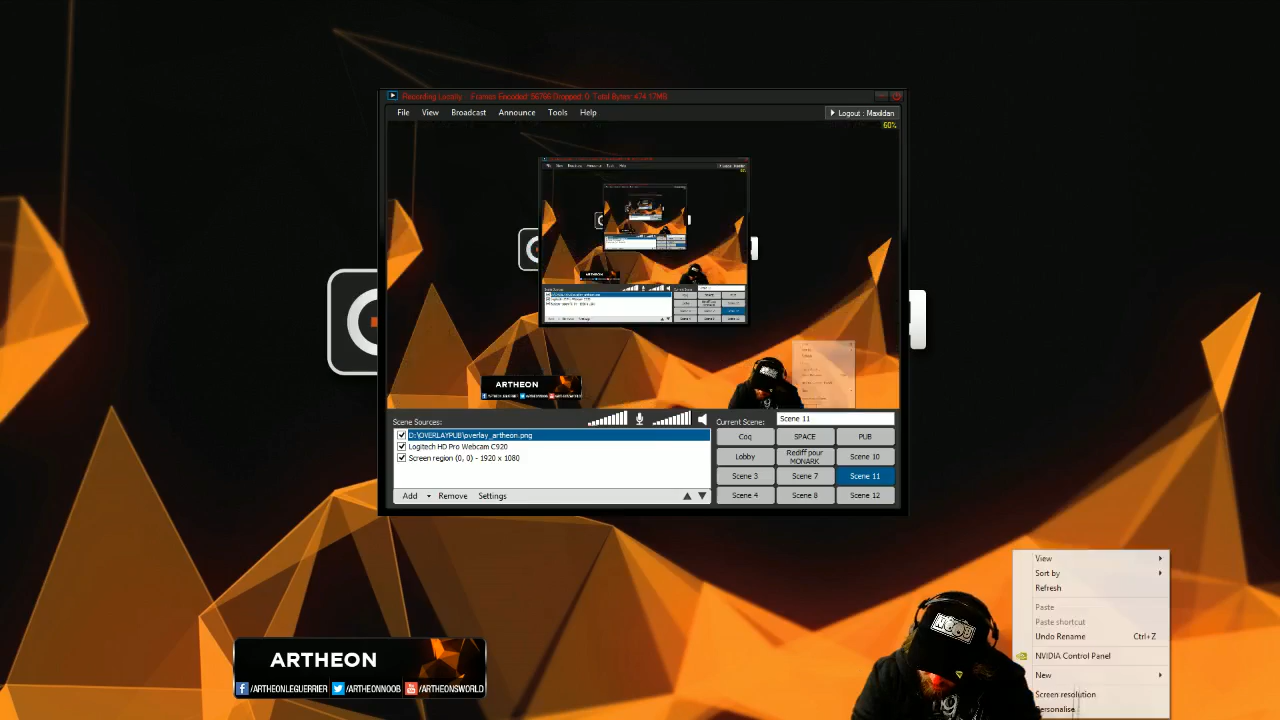 Recording Locally - Frames Encoded: 56766 Dropped: 0 Total Bytes: 474.17MB
File View Broadcast Announce Tools Help
Logout : Maxildan
60%
ARTHEON
Scene Sources:
Current Scene:
Scene 11
D:\OVERLAYPUB\overlay_artheon.png
Logitech HD Pro Webcam C920
Screen region (0, 0) - 1920 x 1080
Coq
SPACE
PUB
Lobby
Rediff pour
MONARK
Scene 10
Scene 3
Scene 7
Scene 11
Scene 4
Scene 8
Scene 12
Add Remove Settings
View
Sort by
Refresh
Paste
Paste shortcut
Undo Rename Ctrl+Z
NVIDIA Control Panel
New
Screen resolution
Personalise
NOOB
ARTHEON
/ARTHEONLEGUERRIER /ARTHEONNOOB /ARTHEONSWORLD